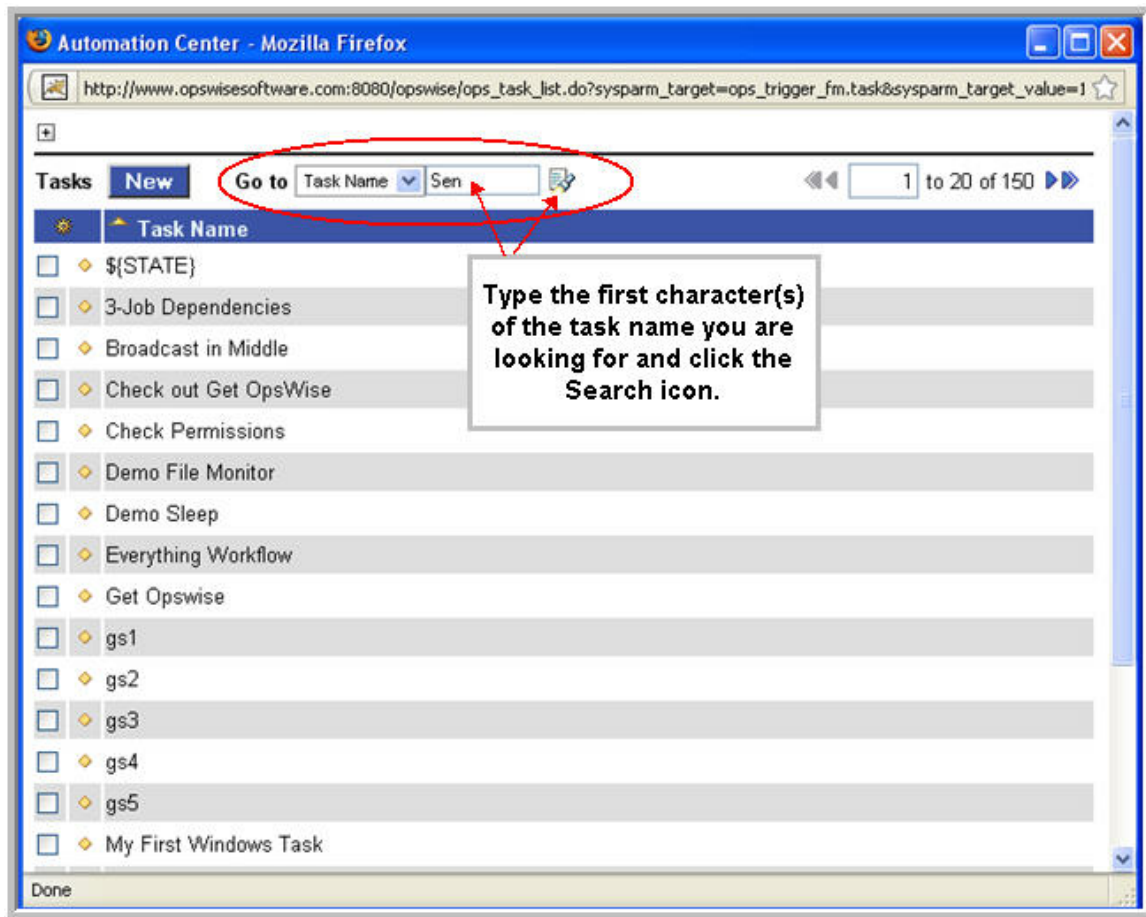 Automation Center - Mozilla Firefox
http://www.opswisesoftware.com:8080/opswise/ops_task_list.do?sysparm_target=ops_trigger_fm.task&sysparm_target_value=1
Tasks New Go to Task Name Sen 1 to 20 of 150
Task Name
${STATE}
3-Job Dependencies
Broadcast in Middle
Check out Get OpsWise
Check Permissions
Demo File Monitor
Demo Sleep
Everything Workflow
Get Opswise
gs1
gs2
gs3
gs4
gs5
My First Windows Task
Type the first character(s)
of the task name you are
looking for and click the
Search icon.
Done